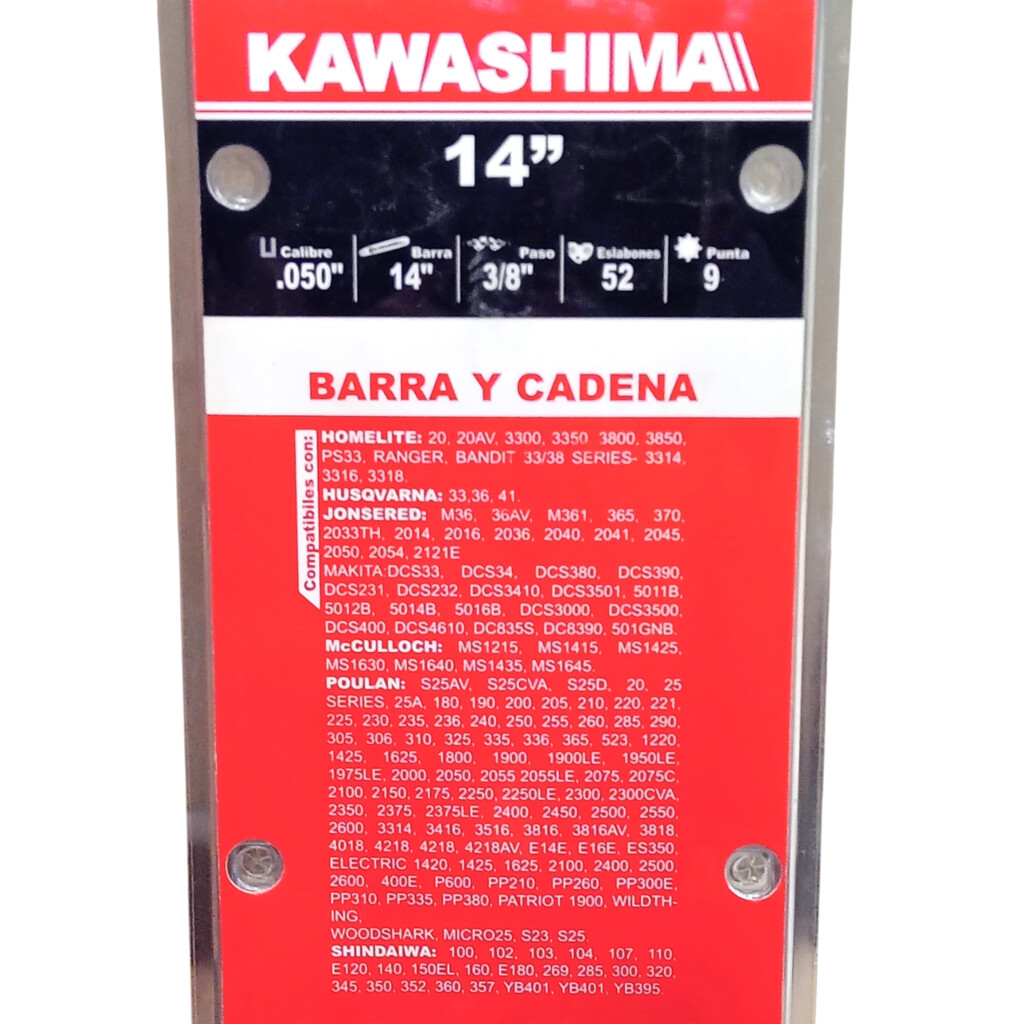 KAWASHIMA
14”
Calibre Barra Paso Eslabones Punta
.050" 14" 3/8" 52 9
BARRA Y CADENA
Compatibiles con:
HOMELITE: 20, 20AV, 3300, 3350, 3800, 3850,
PS33, RANGER, BANDIT 33/38 SERIES- 3314,
3316, 3318.
HUSQVARNA: 33,36, 41.
JONSERED: M36, 36AV, M361, 365, 370,
2033TH, 2014, 2016, 2036, 2040, 2041, 2045,
2050, 2054, 2121E
MAKITA:DCS33, DCS34, DCS380, DCS390,
DCS231, DCS232, DCS3410, DCS3501, 5011B,
5012B, 5014B, 5016B, DCS3000, DCS3500,
DCS400, DCS4610, DC835S, DC8390, 501GNB.
McCULLOCH: MS1215, MS1415, MS1425,
MS1630, MS1640, MS1435, MS1645.
POULAN: S25AV, S25CVA, S25D, 20, 25
SERIES, 25A, 180, 190, 200, 205, 210, 220, 221,
225, 230, 235, 236, 240, 250, 255, 260, 285, 290,
305, 306, 310, 325, 335, 336, 365, 523, 1220,
1425, 1625, 1800, 1900, 1900LE, 1950LE,
1975LE, 2000, 2050, 2055 2055LE, 2075, 2075C,
2100, 2150, 2175, 2250, 2250LE, 2300, 2300CVA,
2350, 2375, 2375LE, 2400, 2450, 2500, 2550,
2600, 3314, 3416, 3516, 3816, 3816AV, 3818,
4018, 4218, 4218, 4218AV, E14E, E16E, ES350,
ELECTRIC 1420, 1425, 1625, 2100, 2400, 2500,
2600, 400E, P600, PP210, PP260, PP300E,
PP310, PP335, PP380, PATRIOT 1900, WILDTH-
ING,
WOODSHARK, MICRO25, S23, S25.
SHINDAIWA: 100, 102, 103, 104, 107, 110,
E120, 140, 150EL, 160, E180, 269, 285, 300, 320,
345, 350, 352, 360, 357, YB401, YB401, YB395.